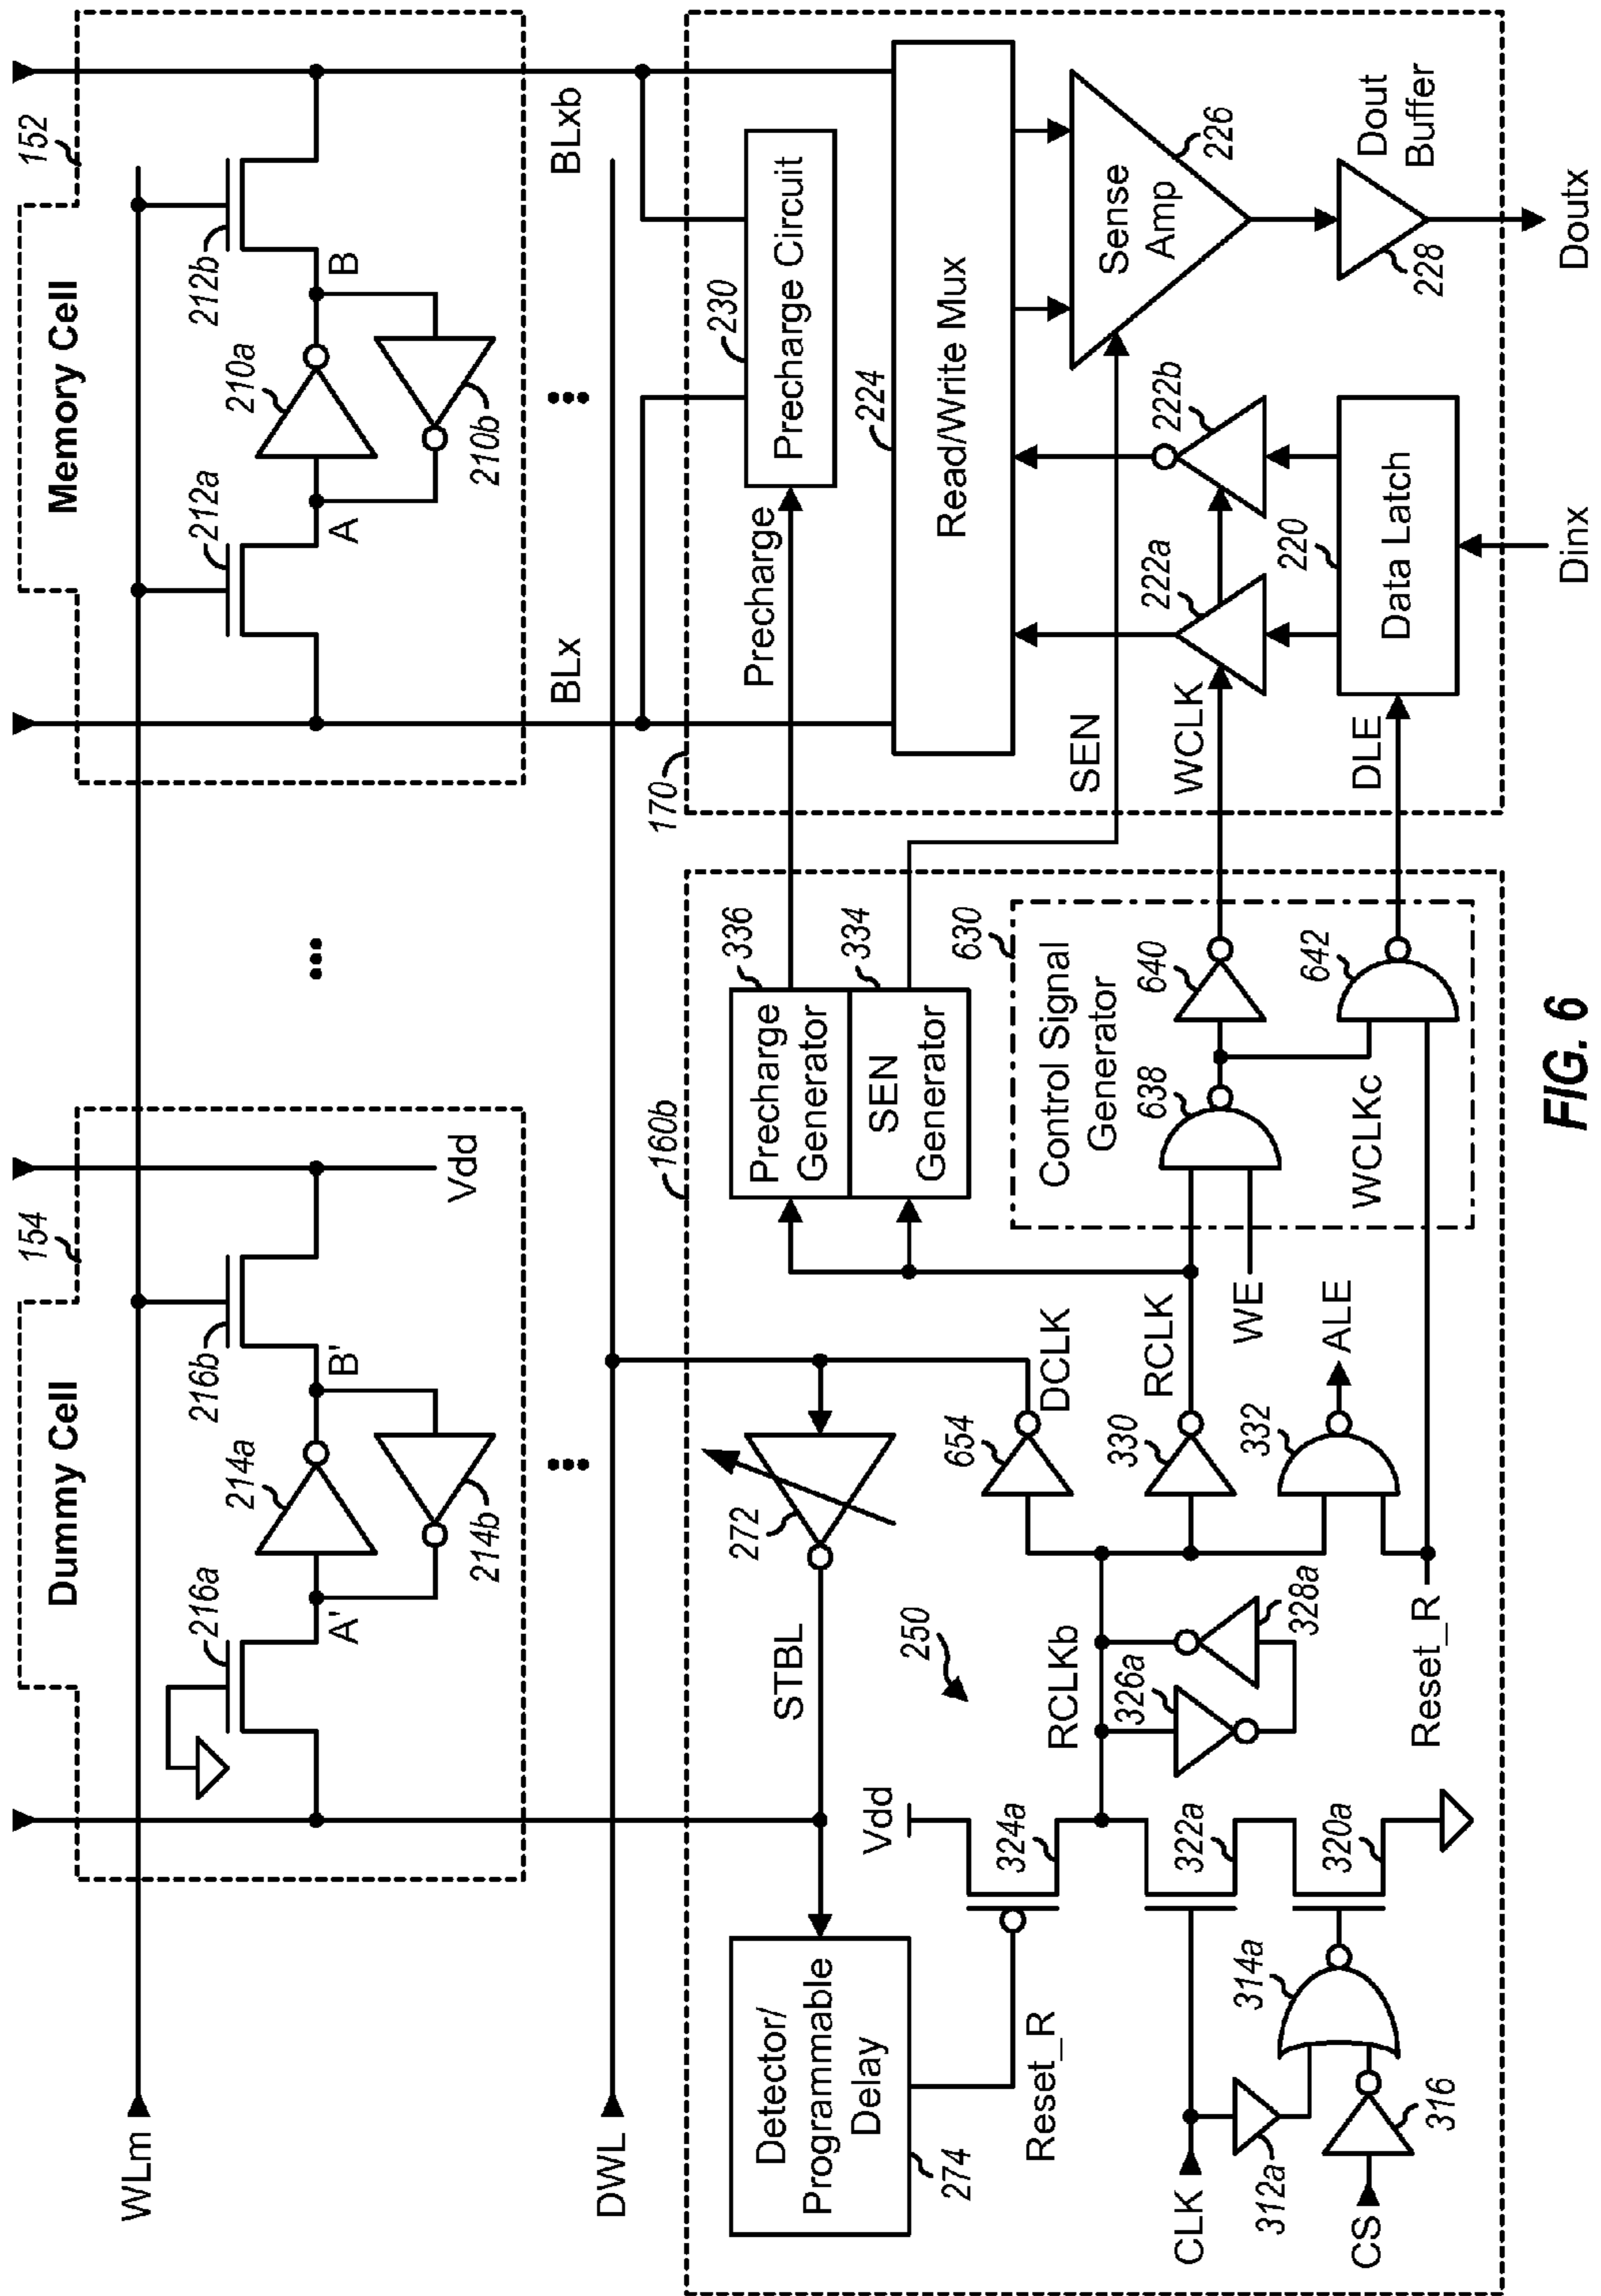 Dummy Cell
Memory Cell
154
152
WLm
216a
214a
216b
A'
B'
214b
Vdd
212a
210a
212b
A
B
210b
DWL
BLx
BLxb
160b
170
Detector/
Programmable
Delay
274
Reset_R
STBL
272
250
Precharge
Generator
336
SEN
Generator
334
Precharge
230
Precharge Circuit
Vdd
324a
322a
320a
RCLKb
326a
328a
654
DCLK
330
RCLK
332
ALE
WE
Reset_R
CLK
312a
314a
CS
316
630
Control Signal
Generator
638
640
WCLKc
642
SEN
WCLK
DLE
224
Read/Write Mux
222a
222b
220
Data Latch
Sense
Amp
226
Dout
Buffer
228
Dinx
Doutx
FIG. 6